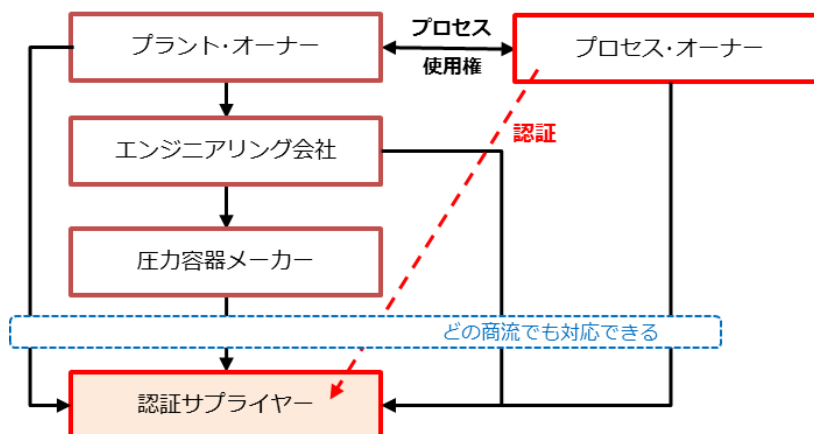 プラント・オーナー
プロセス
使用権
プロセス・オーナー
認証
エンジニアリング会社
圧力容器メーカー
どの商流でも対応できる
認証サプライヤー